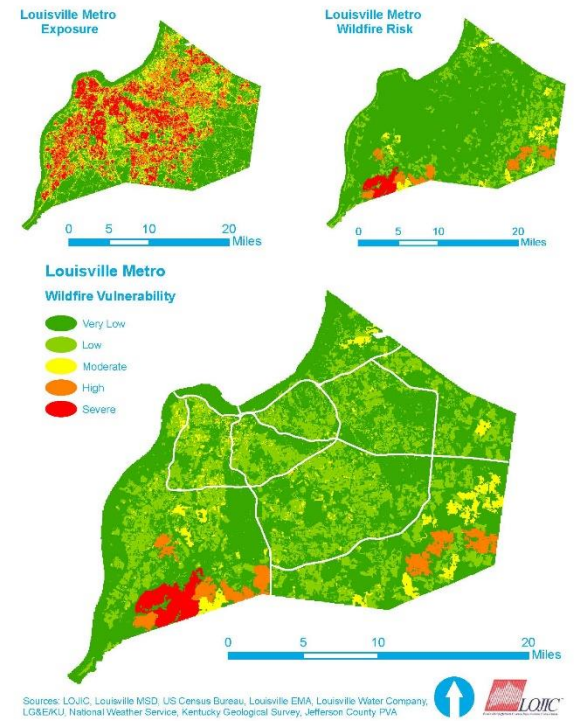 Louisville Metro
Exposure
Louisville Metro
Wildfire Risk
0 5 10 20
Miles
0 5 10 20
Miles
Louisville Metro
Wildfire Vulnerability
Very Low
Low
Moderate
High
Severe
0 5 10 20
Miles
Sources: LOJIC, Louisville MSD, US Census Bureau, Louisville EMA, Louisville Water Company,
LG&E/KU, National Weather Service, Kentucky Geological Survey, Jefferson County PVA
LOJIC